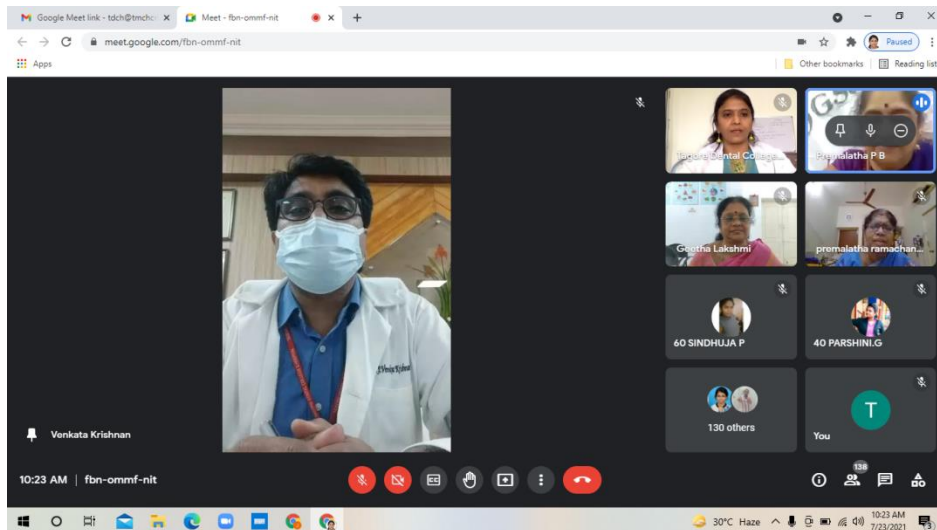 Google Meet link - tdch@tmchc
Meet - fbn-ommf-nit
meet.google.com/fbn-ommf-nit
Paused
Apps
Other bookmarks
Reading list
Tagore Dental Colleg...
Premalatha P B
Geetha Lakshmi
premalatha ramachan...
60 SINDHUJA P
40 PARSHINI.G
130 others
T
You
Venkata Krishnan
10:23 AM | fbn-ommf-nit
138
30°C Haze
10:23 AM
7/23/2021